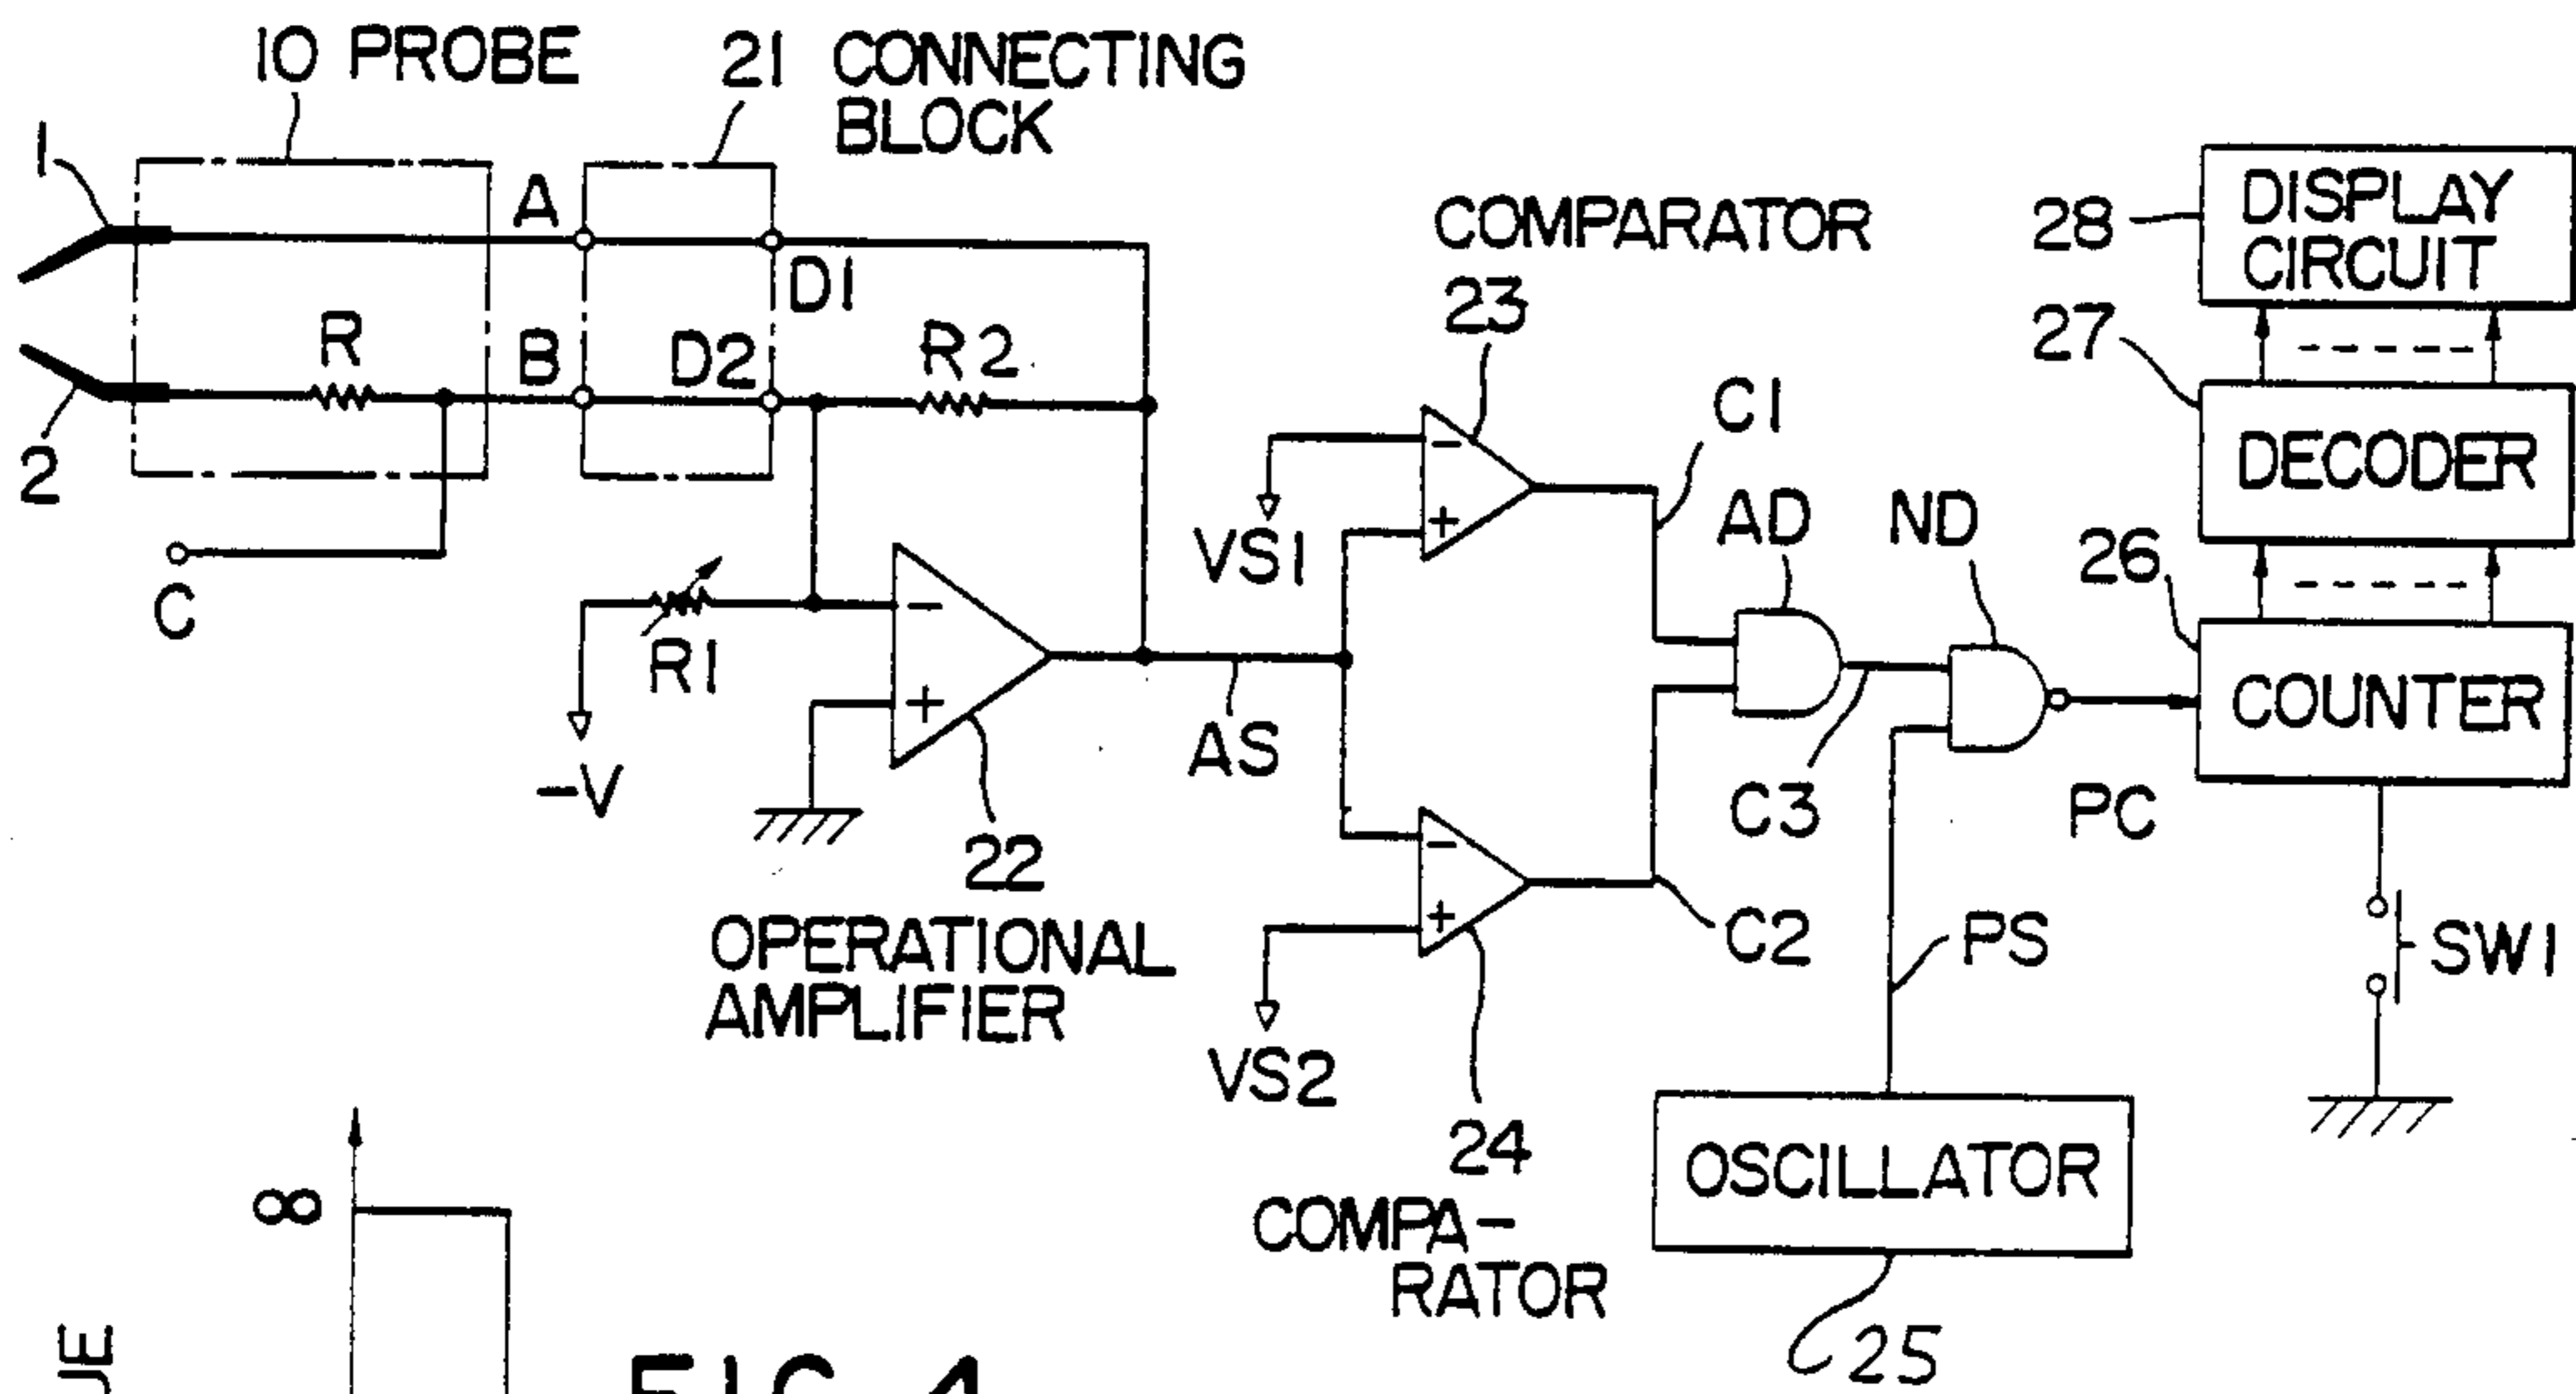 10 PROBE
21 CONNECTING
BLOCK
1
A
D1
R
B
D2
R2
2
C
R1
-V
−
+
22
OPERATIONAL
AMPLIFIER
AS
COMPARATOR
23
−
+
VS1
C1
AD
ND
−
+
VS2
C2
24
COMPA-
RATOR
C3
PS
PC
OSCILLATOR
25
28
DISPLAY
CIRCUIT
27
DECODER
26
COUNTER
SW1
∞